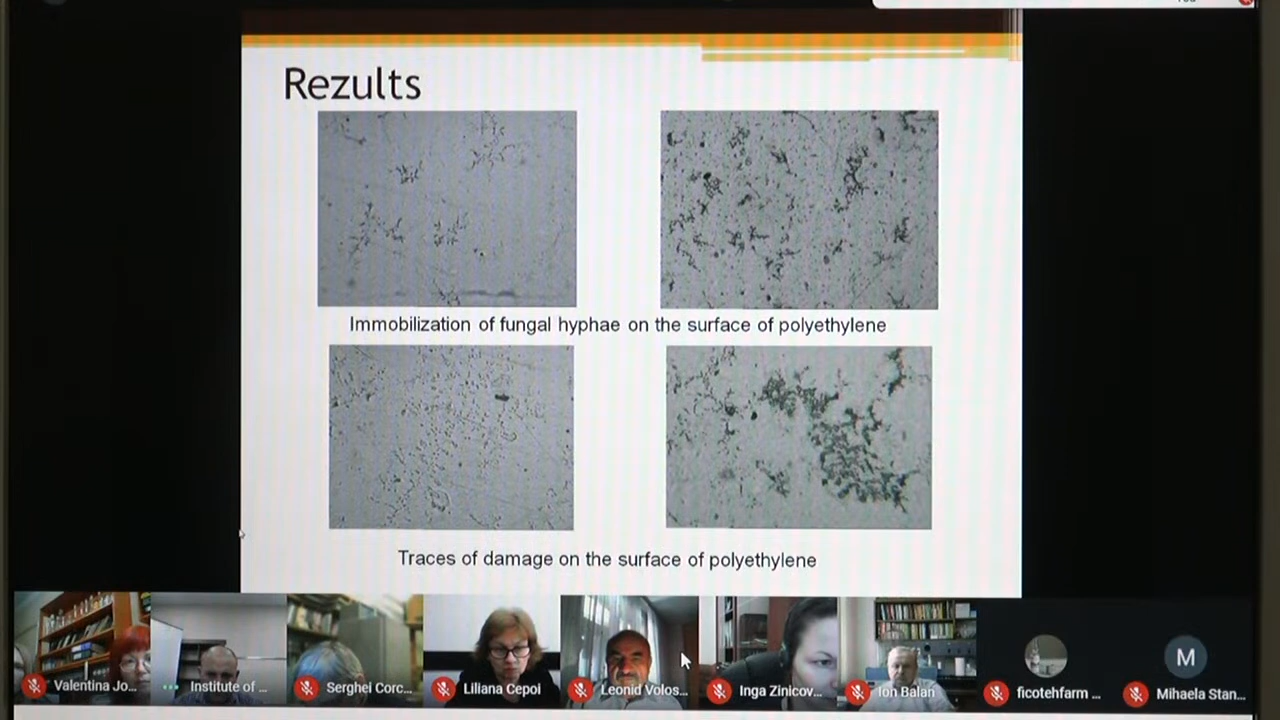 Rezults
Immobilization of fungal hyphae on the surface of polyethylene
Traces of damage on the surface of polyethylene
Valentina Jo...
Institute of ...
Serghei Corc...
Liliana Cepoi
Leonid Volos...
Inga Zinicov...
Ion Balan
ficotehfarm ...
M
Mihaela Stan...